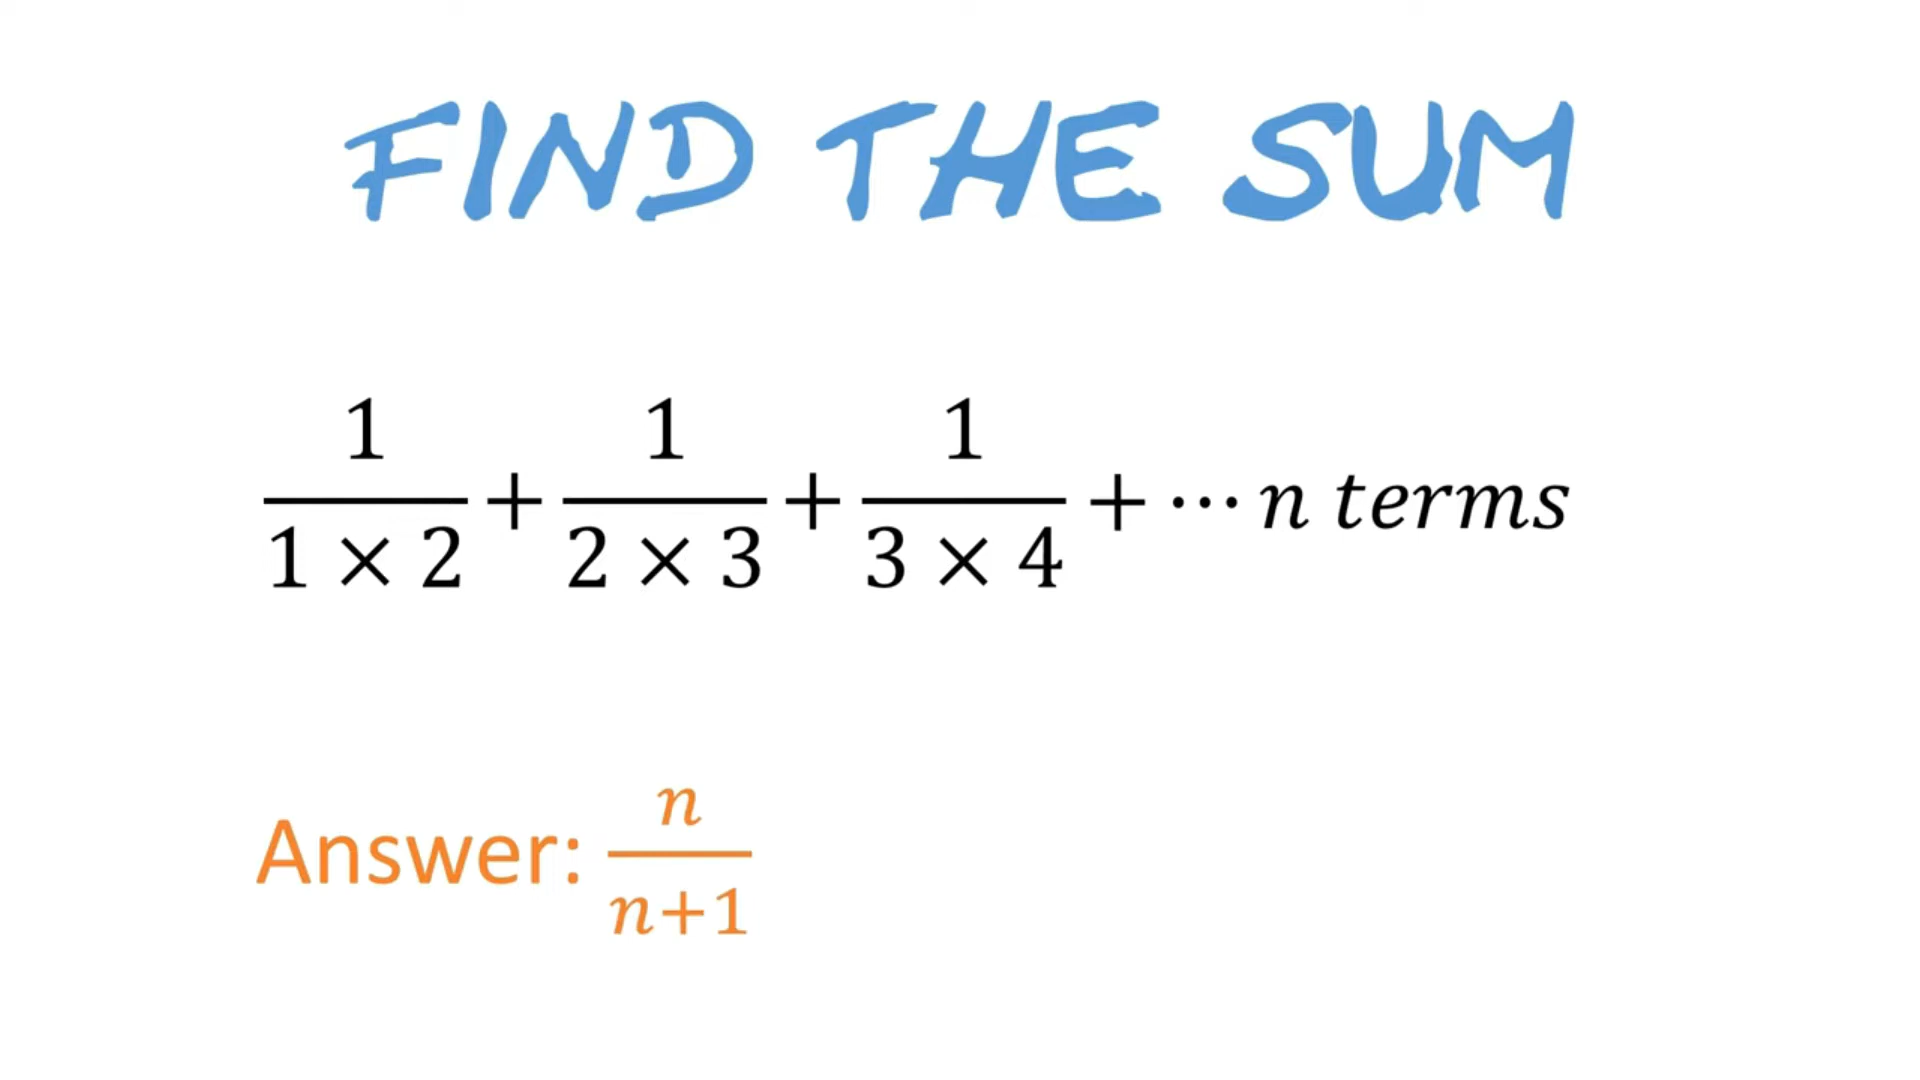 FIND THE SUM
1/(1 × 2) + 1/(2 × 3) + 1/(3 × 4) + ⋯ n terms
Answer: n/(n+1)